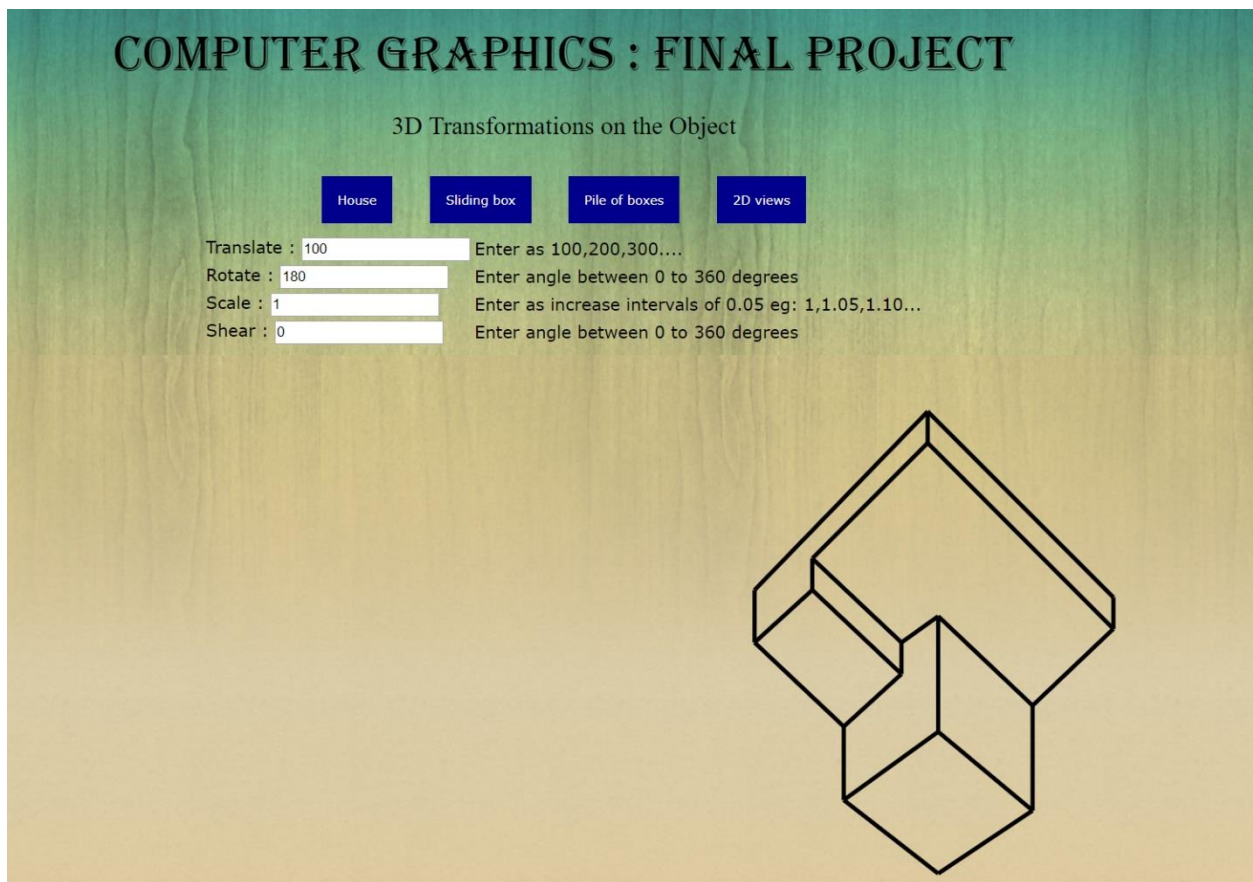 COMPUTER GRAPHICS : FINAL PROJECT
3D Transformations on the Object
House Sliding box Pile of boxes 2D views
Translate : 100 Enter as 100,200,300....
Rotate : 180 Enter angle between 0 to 360 degrees
Scale : 1 Enter as increase intervals of 0.05 eg: 1,1.05,1.10...
Shear : 0 Enter angle between 0 to 360 degrees